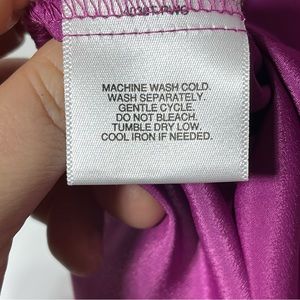 MACHINE WASH COLD.
WASH SEPARATELY.
GENTLE CYCLE.
DO NOT BLEACH.
TUMBLE DRY LOW.
COOL IRON IF NEEDED.